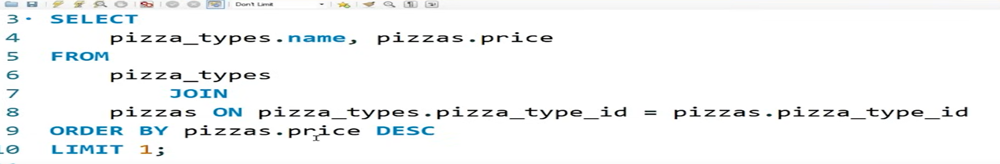 Don't Limit
3 SELECT
4 pizza_types.name, pizzas.price
5 FROM
6 pizza_types
7 JOIN
8 pizzas ON pizza_types.pizza_type_id = pizzas.pizza_type_id
9 ORDER BY pizzas.price DESC
10 LIMIT 1;